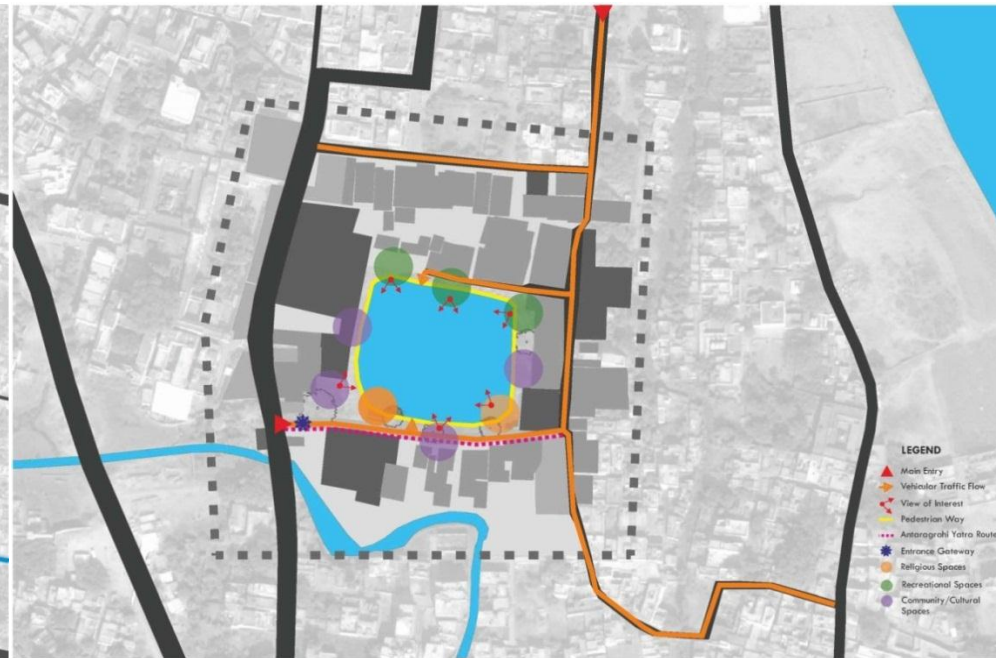 LEGEND
Main Entry
Vehicular Traffic Flow
View of Interest
Pedestrian Way
Antaragrahi Yatra Route
Entrance Gateway
Religious Spaces
Recreational Spaces
Community/Cultural
Spaces